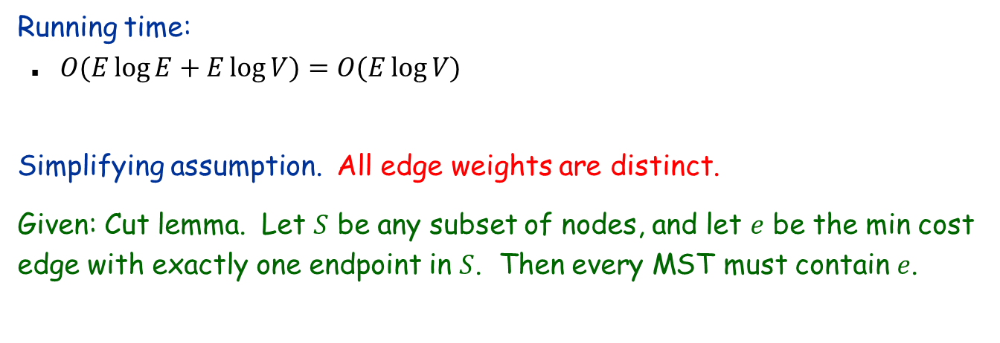 Running time:
▪ O(E log E + E log V) = O(E log V)
Simplifying assumption. All edge weights are distinct.
Given: Cut lemma. Let S be any subset of nodes, and let e be the min cost
edge with exactly one endpoint in S. Then every MST must contain e.